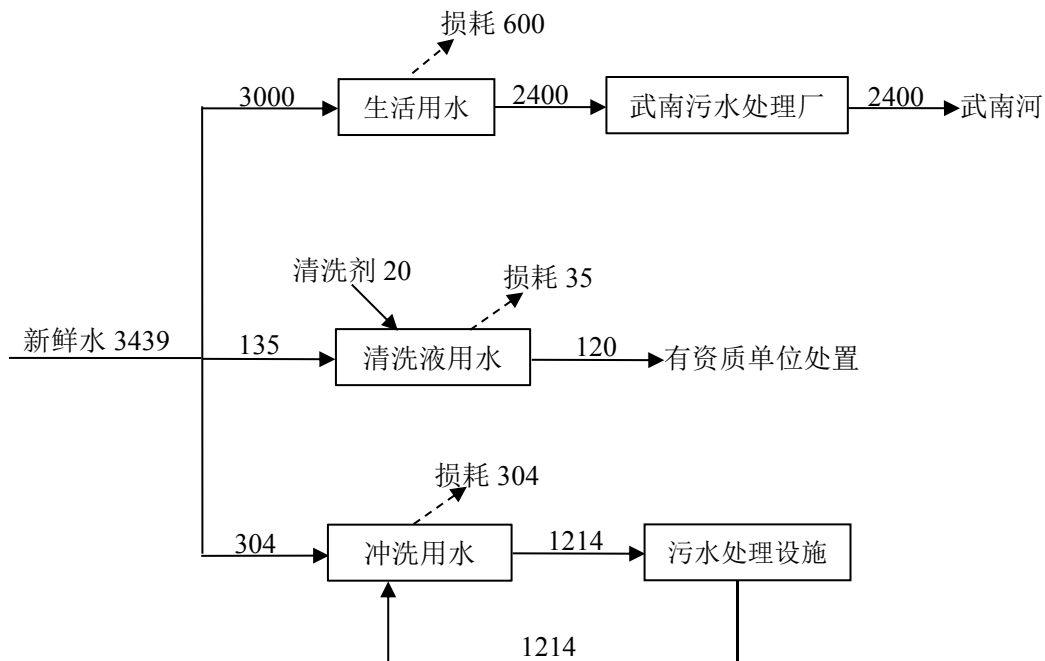 损耗 600
3000
生活用水
2400
武南污水处理厂
2400
武南河
清洗剂 20
损耗 35
新鲜水 3439
135
清洗液用水
120
有资质单位处置
损耗 304
304
冲洗用水
1214
污水处理设施
1214